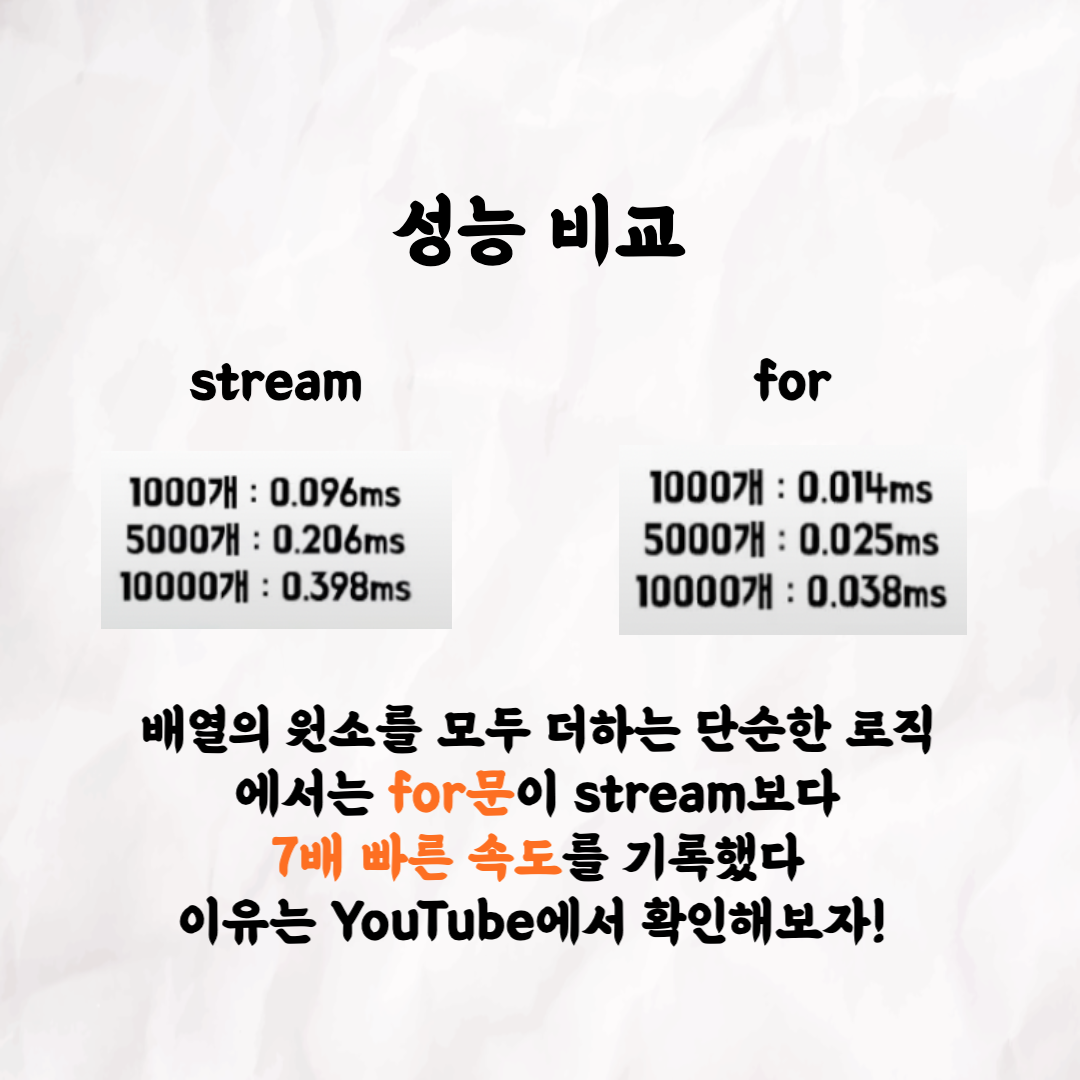 성능 비교
stream
1000개 : 0.096ms
5000개 : 0.206ms
10000개 : 0.398ms
for
1000개 : 0.014ms
5000개 : 0.025ms
10000개 : 0.038ms
배열의 원소를 모두 더하는 단순한 로직
에서는 for문이 stream보다
7배 빠른 속도를 기록했다
이유는 YouTube에서 확인해보자!